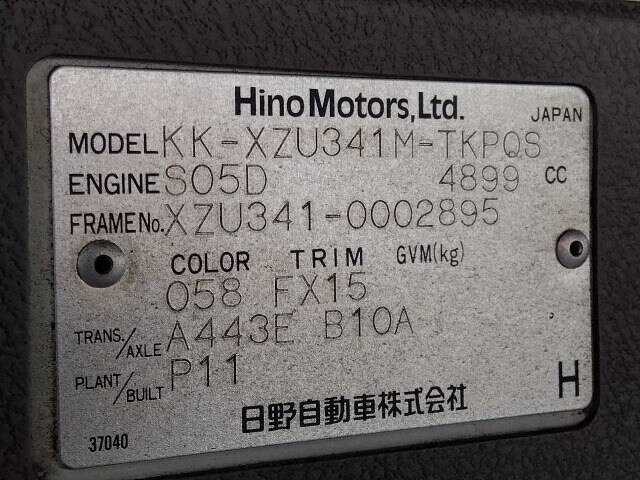 Hino Motors, Ltd. JAPAN
MODEL KK-XZU341M-TKPQS
ENGINE S05D 4899 CC
FRAME No. XZU341-0002895
COLOR TRIM GVM(kg)
058 FX15
TRANS./AXLE A443E B10A
PLANT/BUILT P11
日野自動車株式会社 H
37040